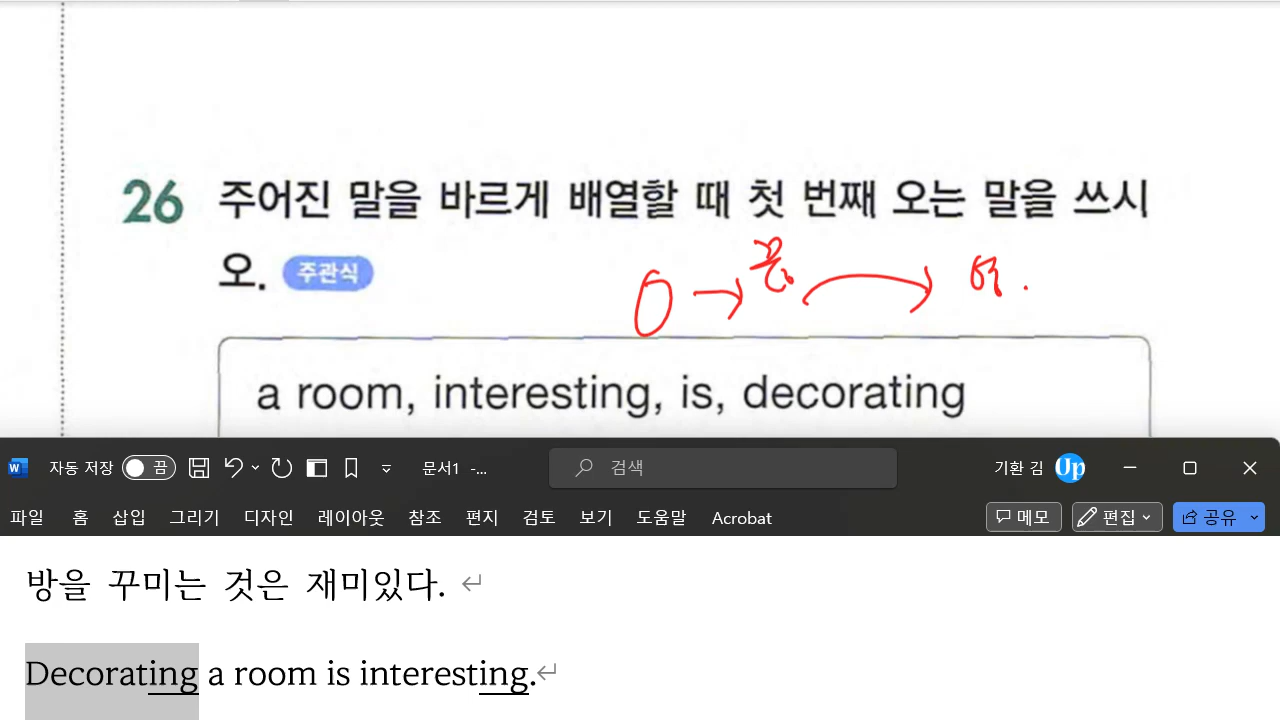 26 주어진 말을 바르게 배열할 때 첫 번째 오는 말을 쓰시
오. 주관식
a room, interesting, is, decorating
자동 저장 끔 문서1 -... 검색 기환 김 Up
파일 홈 삽입 그리기 디자인 레이아웃 참조 편지 검토 보기 도움말 Acrobat 메모 편집 공유
방을 꾸미는 것은 재미있다.
Decorating a room is interesting.